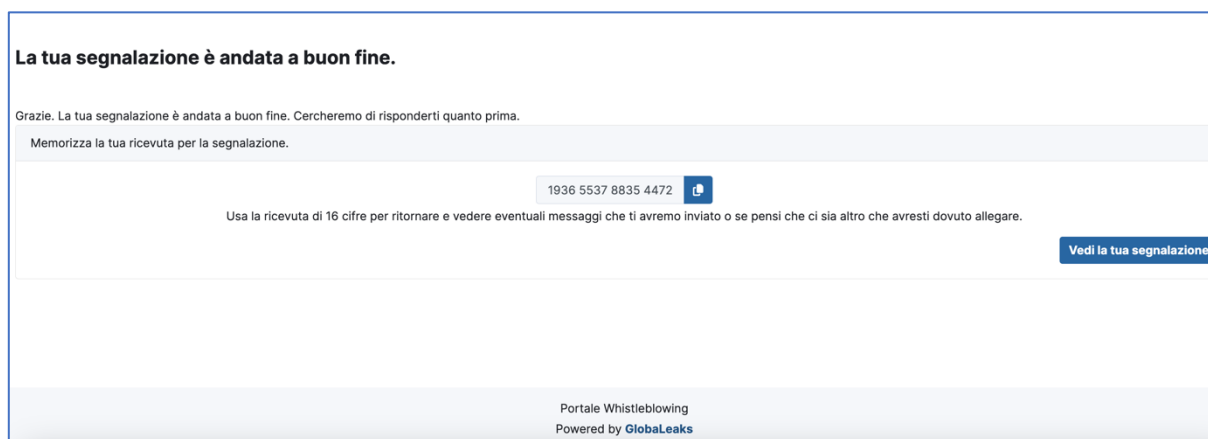 La tua segnalazione è andata a buon fine.
Grazie. La tua segnalazione è andata a buon fine. Cercheremo di risponderti quanto prima.
Memorizza la tua ricevuta per la segnalazione.
1936 5537 8835 4472
Usa la ricevuta di 16 cifre per ritornare e vedere eventuali messaggi che ti avremo inviato o se pensi che ci sia altro che avresti dovuto allegare.
Vedi la tua segnalazione
Portale Whistleblowing
Powered by GlobaLeaks